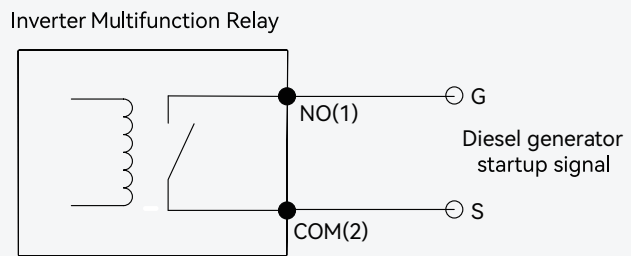 Inverter Multifunction Relay
G
NO(1)
Diesel generator
startup signal
S
COM(2)